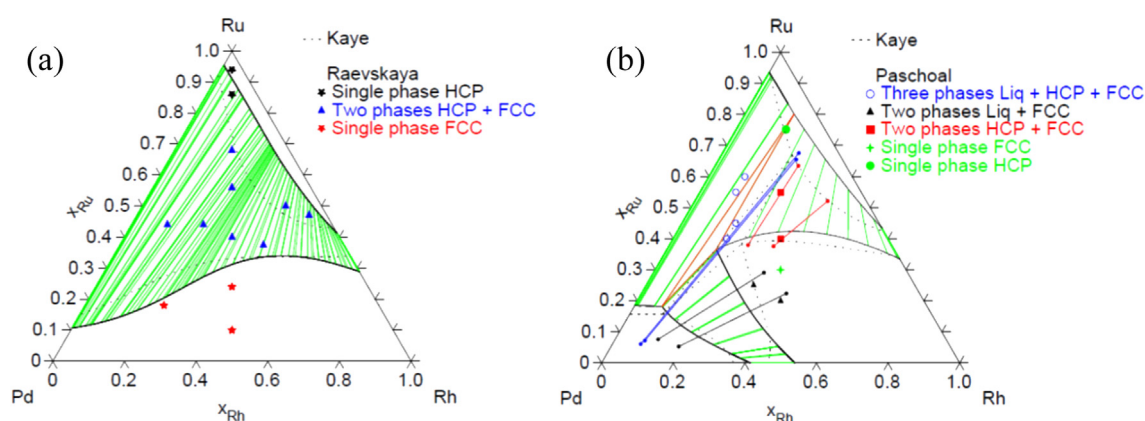 (a)
Ru
Kaye
Raevskaya
Single phase HCP
Two phases HCP + FCC
Single phase FCC
1.0
0.9
0.8
0.7
0.6
0.5
0.4
0.3
0.2
0.1
0
xRu
0
0.2
0.4
0.6
0.8
1.0
Pd
xRh
Rh
(b)
Ru
Kaye
Paschoal
Three phases Liq + HCP + FCC
Two phases Liq + FCC
Two phases HCP + FCC
Single phase FCC
Single phase HCP
1.0
0.9
0.8
0.7
0.6
0.5
0.4
0.3
0.2
0.1
0
xRu
0
0.2
0.4
0.6
0.8
1.0
Pd
xRh
Rh